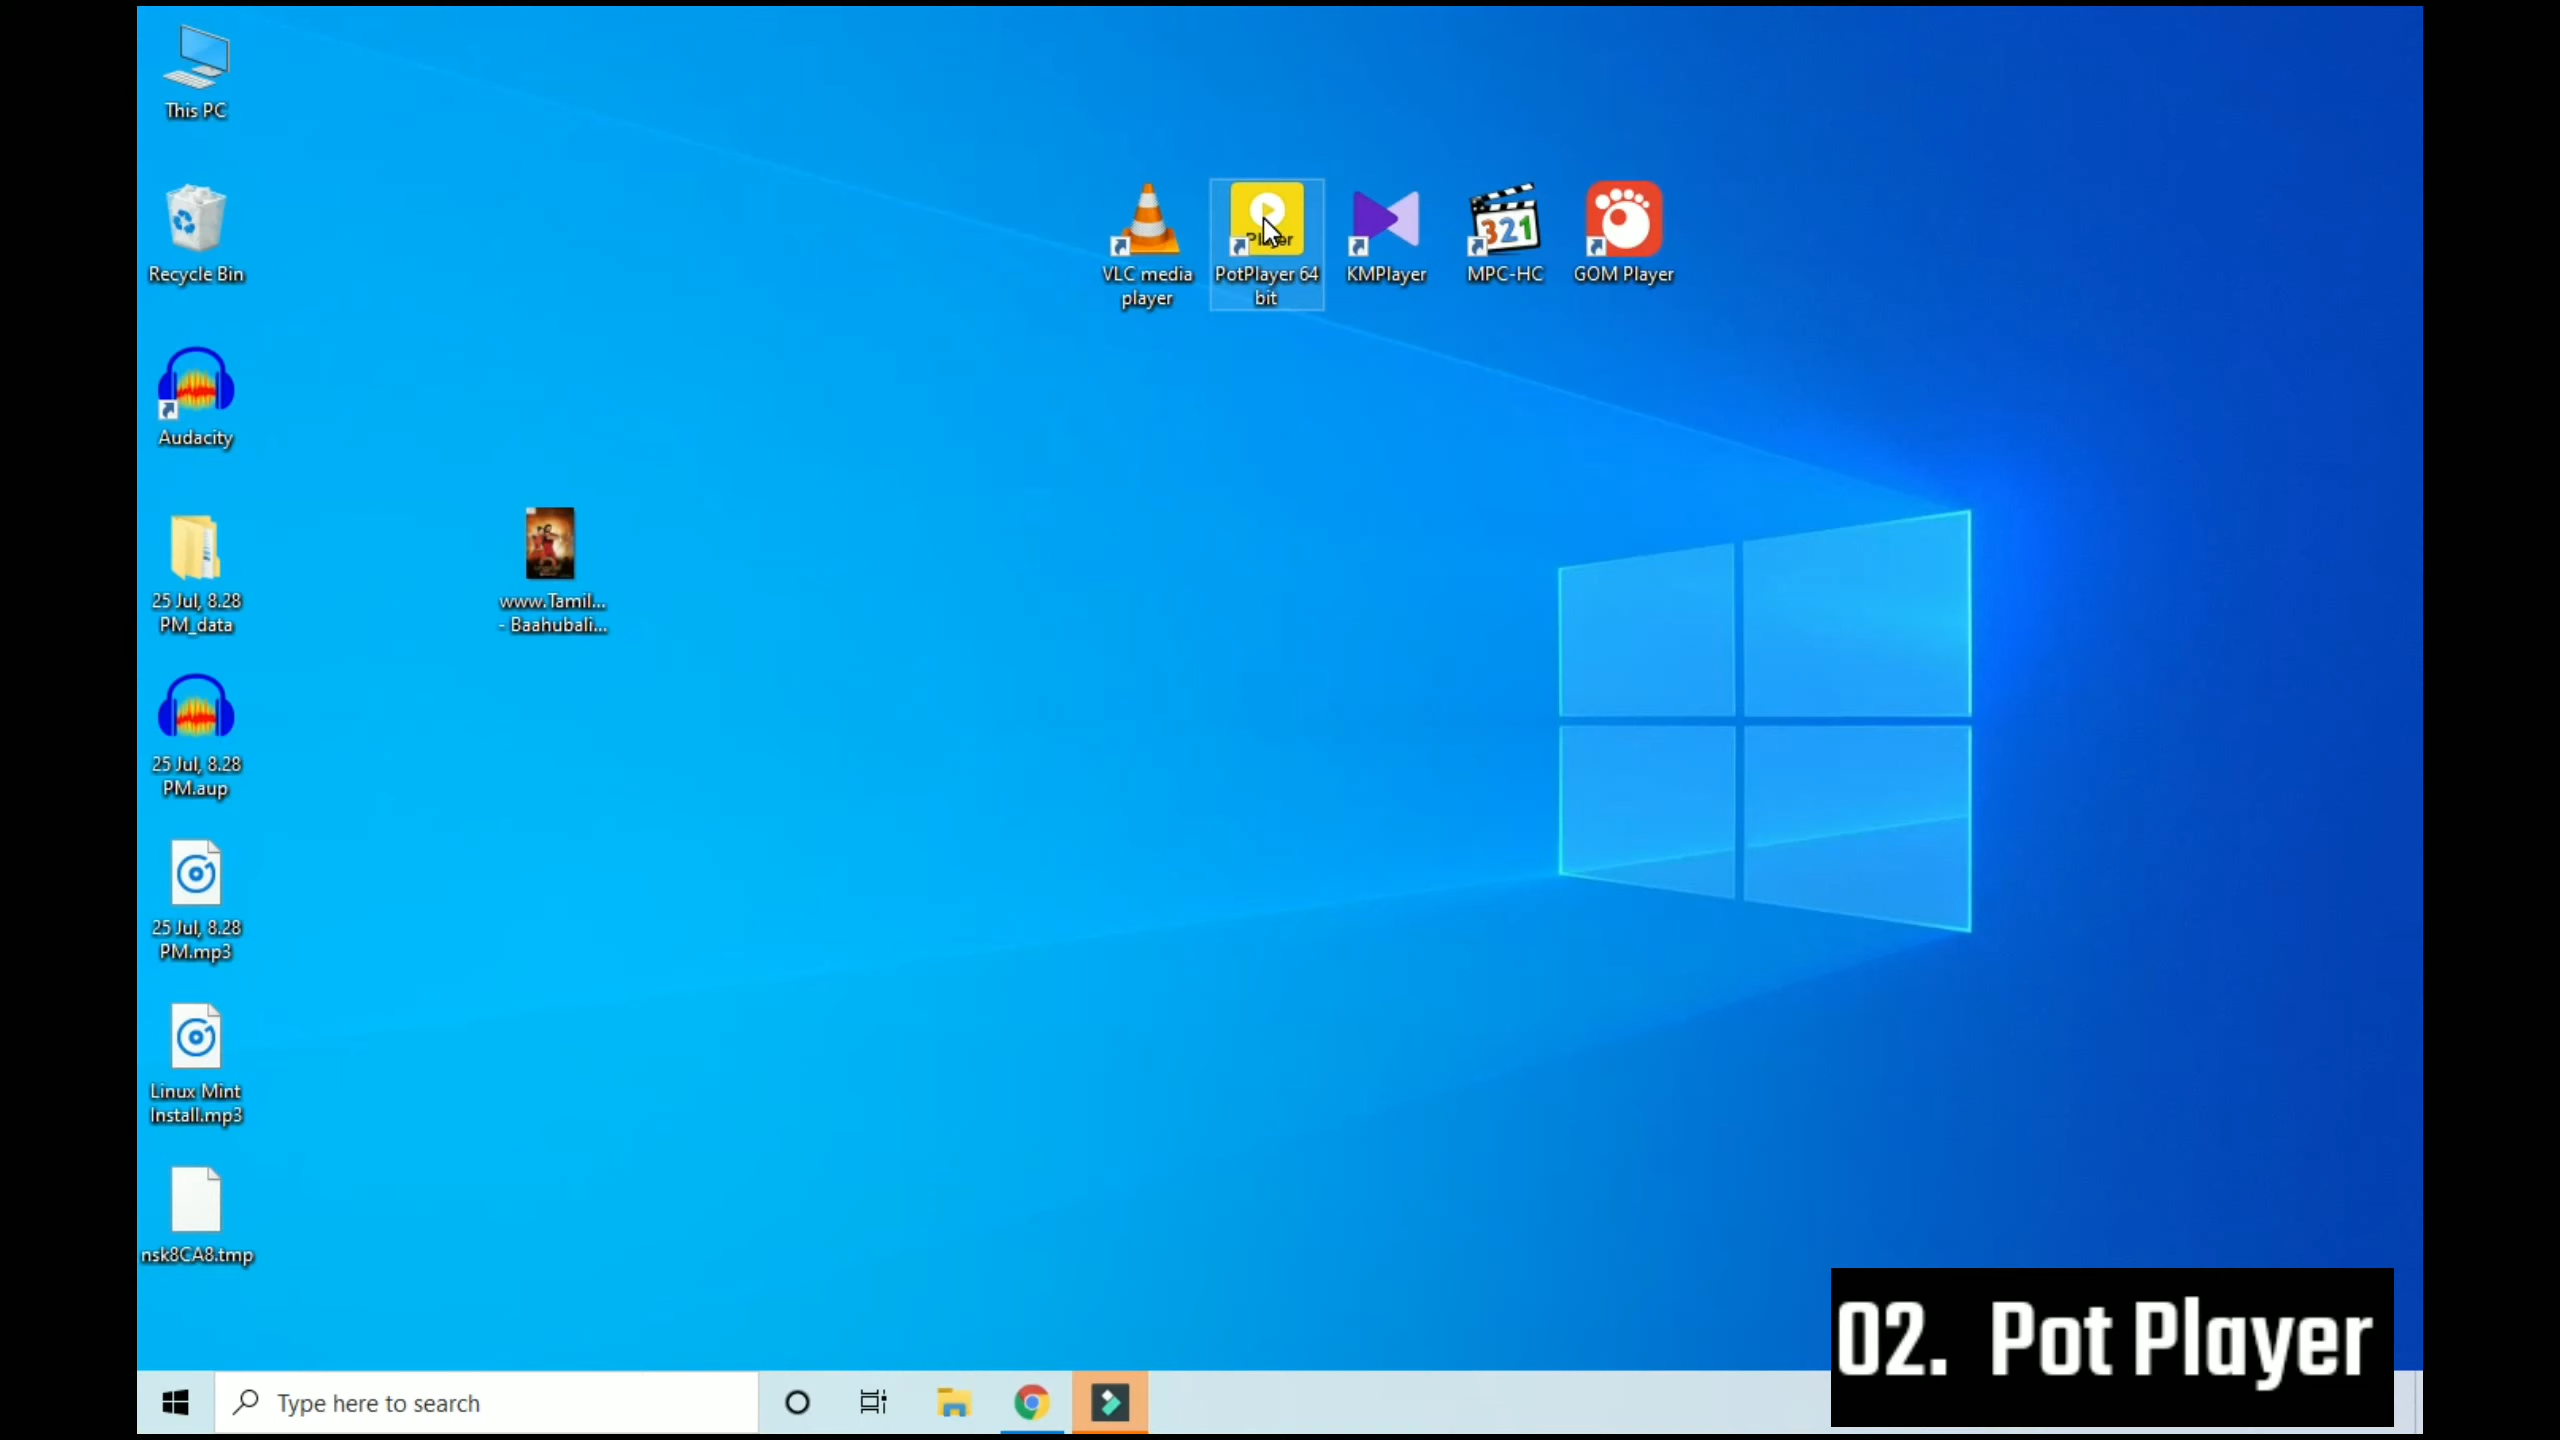 This PC
Recycle Bin
Audacity
25 Jul, 8.28
PM_data
25 Jul, 8.28
PM.aup
25 Jul, 8.28
PM.mp3
Linux Mint
Install.mp3
nsk8CA8.tmp
www.Tamil...
- Baahubali...
VLC media
player
PotPlayer 64
bit
321
KMPlayer
MPC-HC
GOM Player
02. Pot Player
Type here to search